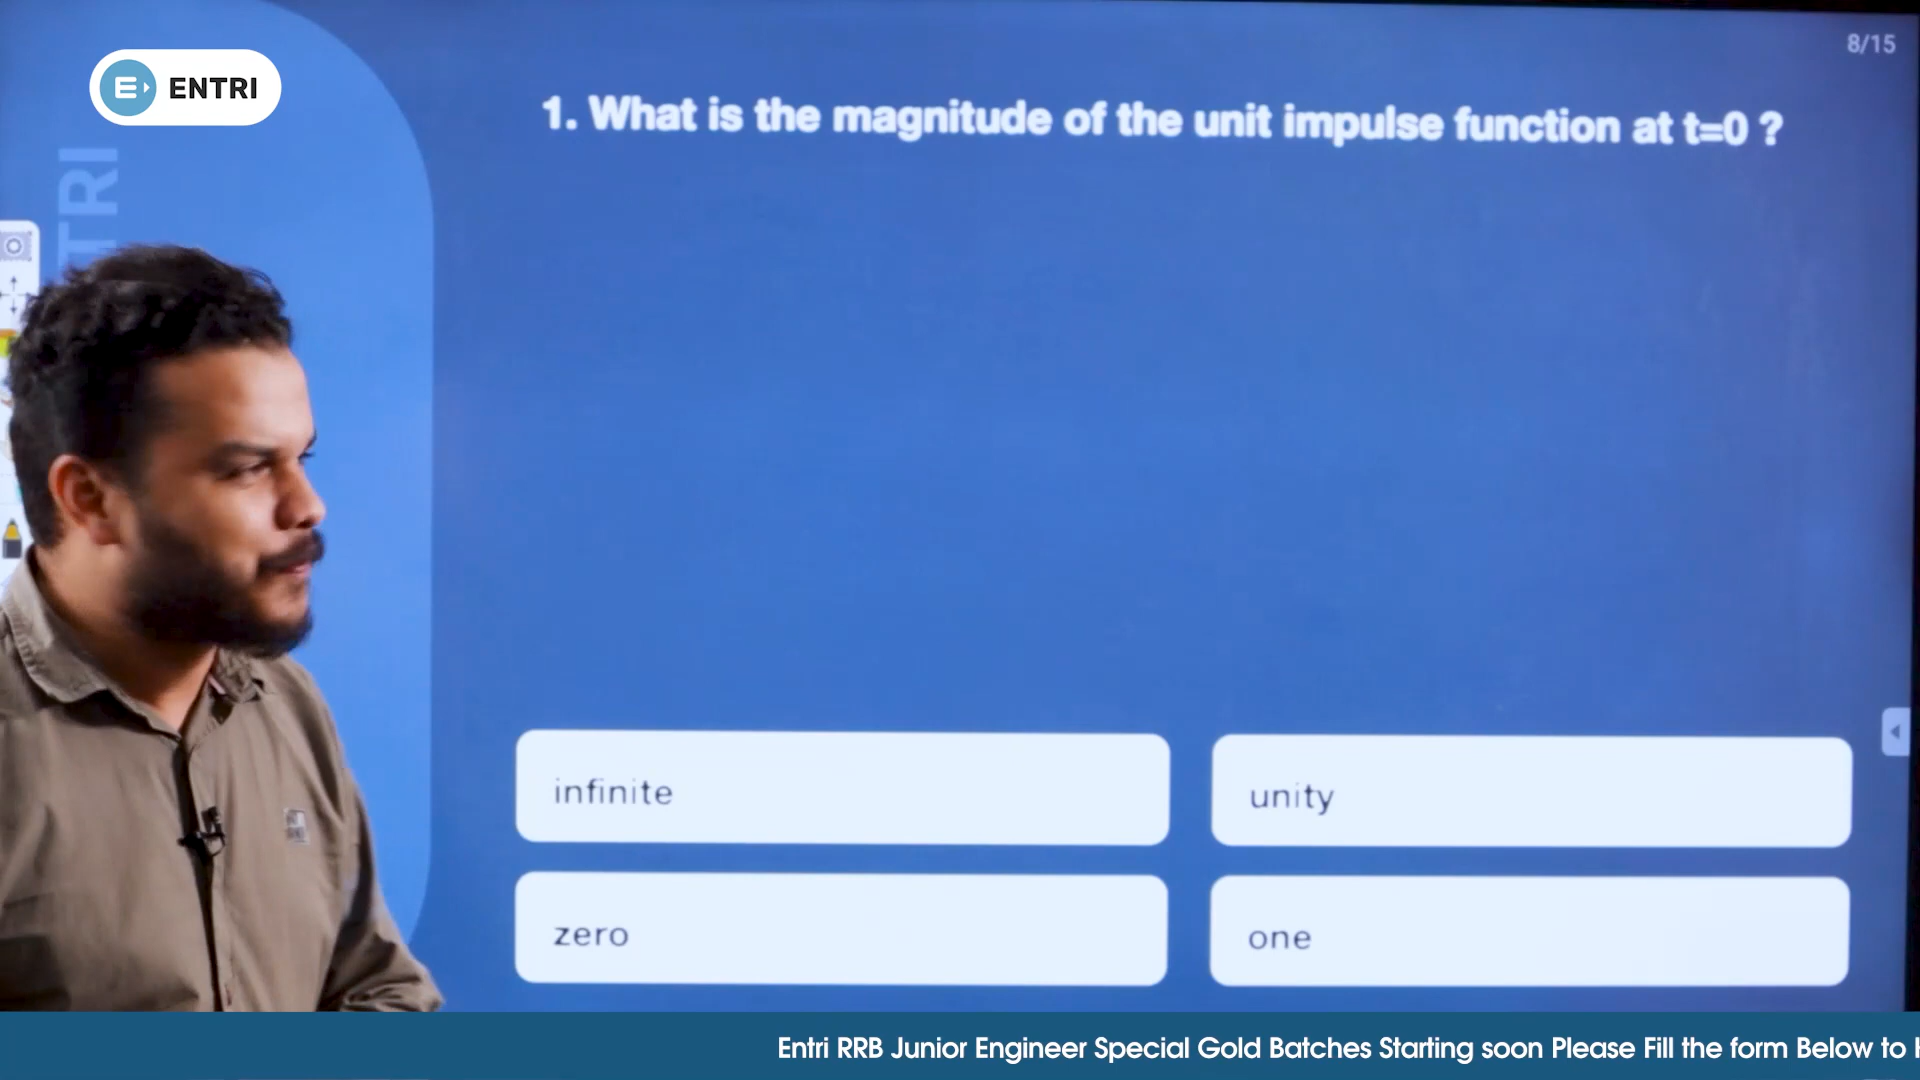 ENTRI
8/15
1. What is the magnitude of the unit impulse function at t=0 ?
TRI
infinite
unity
zero
one
Entri RRB Junior Engineer Special Gold Batches Starting soon Please Fill the form Below to